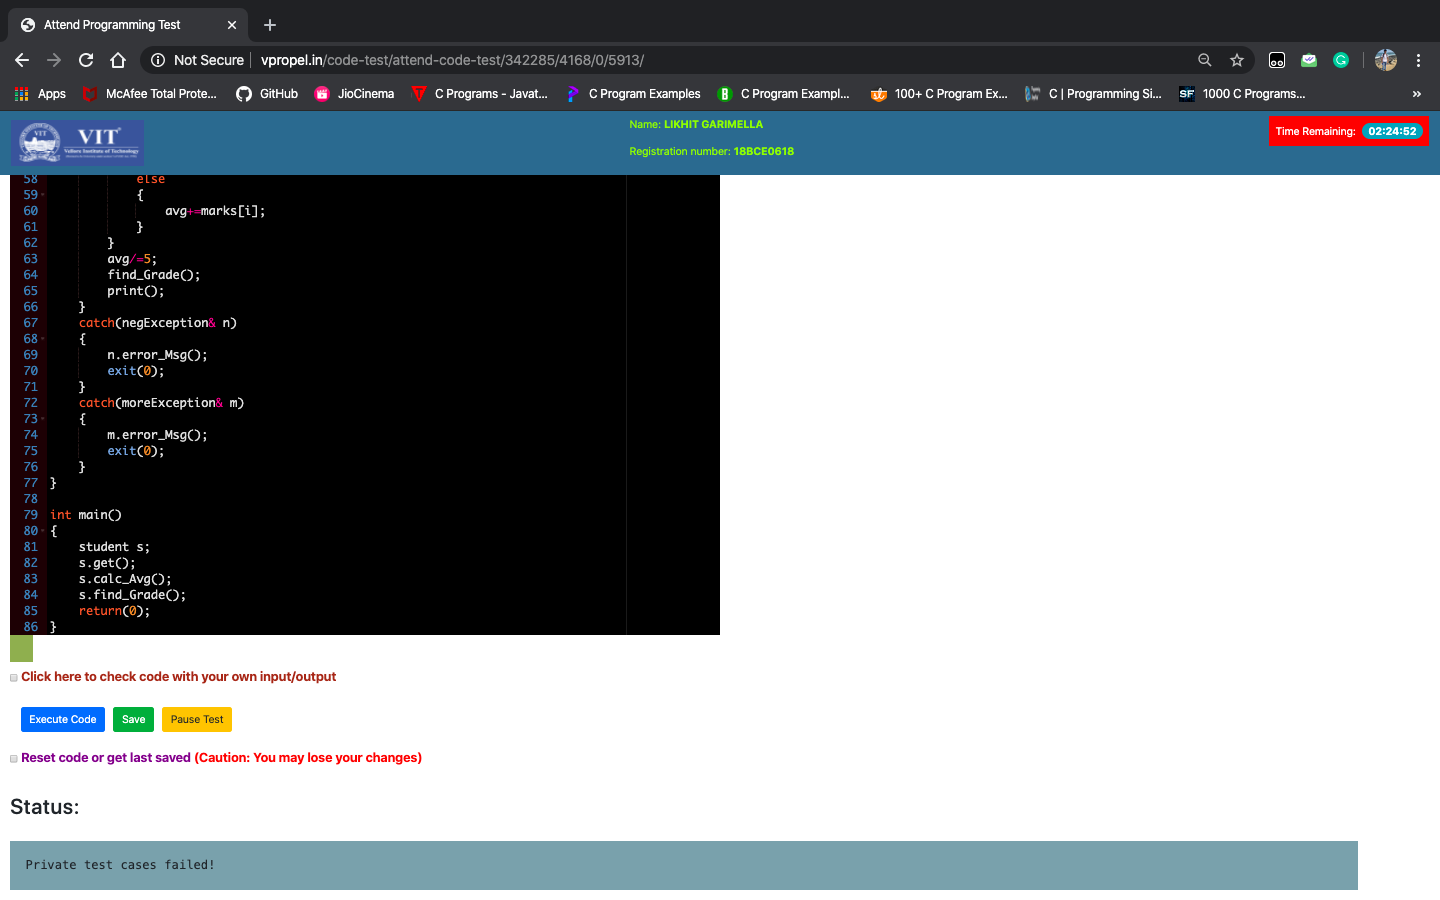 Attend Programming Test
Not Secure | vpropel.in/code-test/attend-code-test/342285/4168/0/5913/
Apps McAfee Total Prote... GitHub JioCinema C Programs - Javat... C Program Examples C Program Exampl... 100+ C Program Ex... C | Programming Si... SF 1000 C Programs... »
VIT
VIT
Vellore Institute of Technology
Name: LIKHIT GARIMELLA
Registration number: 18BCE0618
Time Remaining: 02:24:52
58 else
59 {
60 avg+=marks[i];
61 }
62 }
63 avg/=5;
64 find_Grade();
65 print();
66 }
67 catch(negException& n)
68 {
69 n.error_Msg();
70 exit(0);
71 }
72 catch(moreException& m)
73 {
74 m.error_Msg();
75 exit(0);
76 }
77 }
78
79 int main()
80 {
81 student s;
82 s.get();
83 s.calc_Avg();
84 s.find_Grade();
85 return(0);
86 }
Click here to check code with your own input/output
Execute Code Save Pause Test
Reset code or get last saved (Caution: You may lose your changes)
Status:
Private test cases failed!